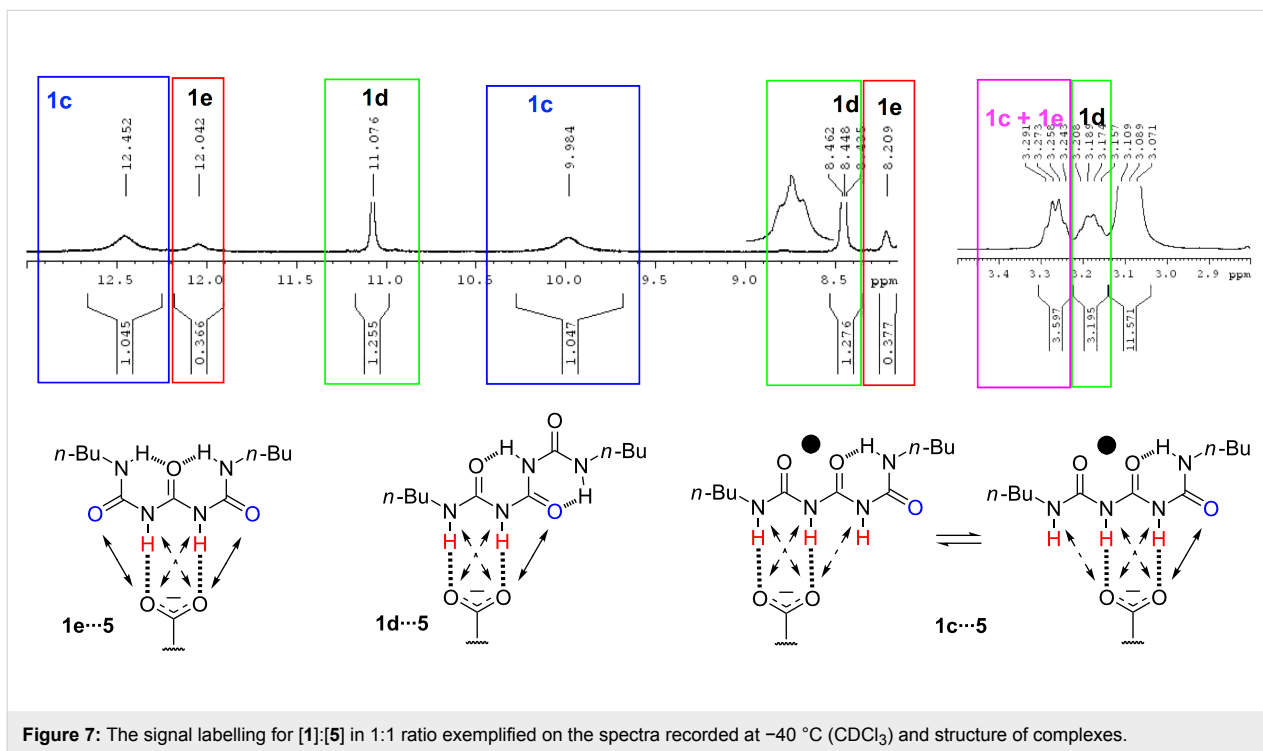 1c 1e 1d 1c 1d 1e 1c + 1e 1d
12.452 12.042 11.076 9.984 8.462 8.448 8.209 3.291 3.273 3.258 3.243 3.208 3.189 3.174 3.157 3.109 3.089 3.071
12.5 12.0 11.5 11.0 10.5 10.0 9.5 9.0 8.5 ppm 3.4 3.3 3.2 3.1 3.0 2.9 ppm
1.045 0.366 1.255 1.047 1.276 0.377 3.597 3.195 11.571
n-Bu N H O H N n-Bu
O N N O
H H
O O
1e···5
O
O H N N n-Bu
n-Bu N N O H
H H
O O
1d···5
O O H N n-Bu
n-Bu N N N O
H H H
O O
O O H N n-Bu
n-Bu N N N O
H H H
O O
1c···5
Figure 7: The signal labelling for [1]:[5] in 1:1 ratio exemplified on the spectra recorded at −40 °C (CDCl₃) and structure of complexes.